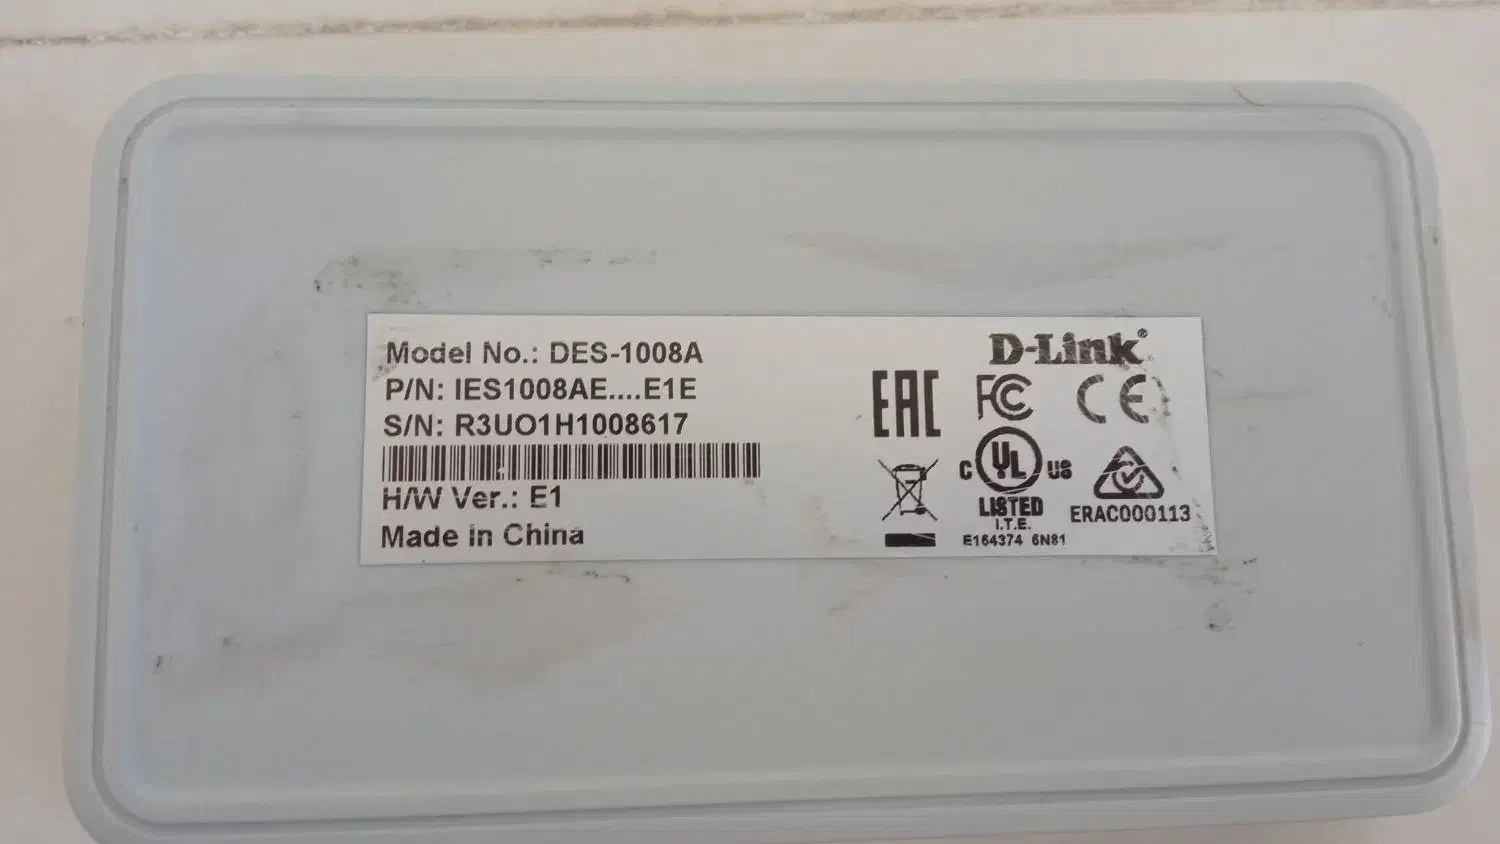 Model No.: DES-1008A
P/N: IES1008AE....E1E
S/N: R3UO1H1008617
H/W Ver.: E1
Made in China
D-Link®
EAC FC CE
C UL US
LISTED
I.T.E.
E164374 6N81
ERAC000113